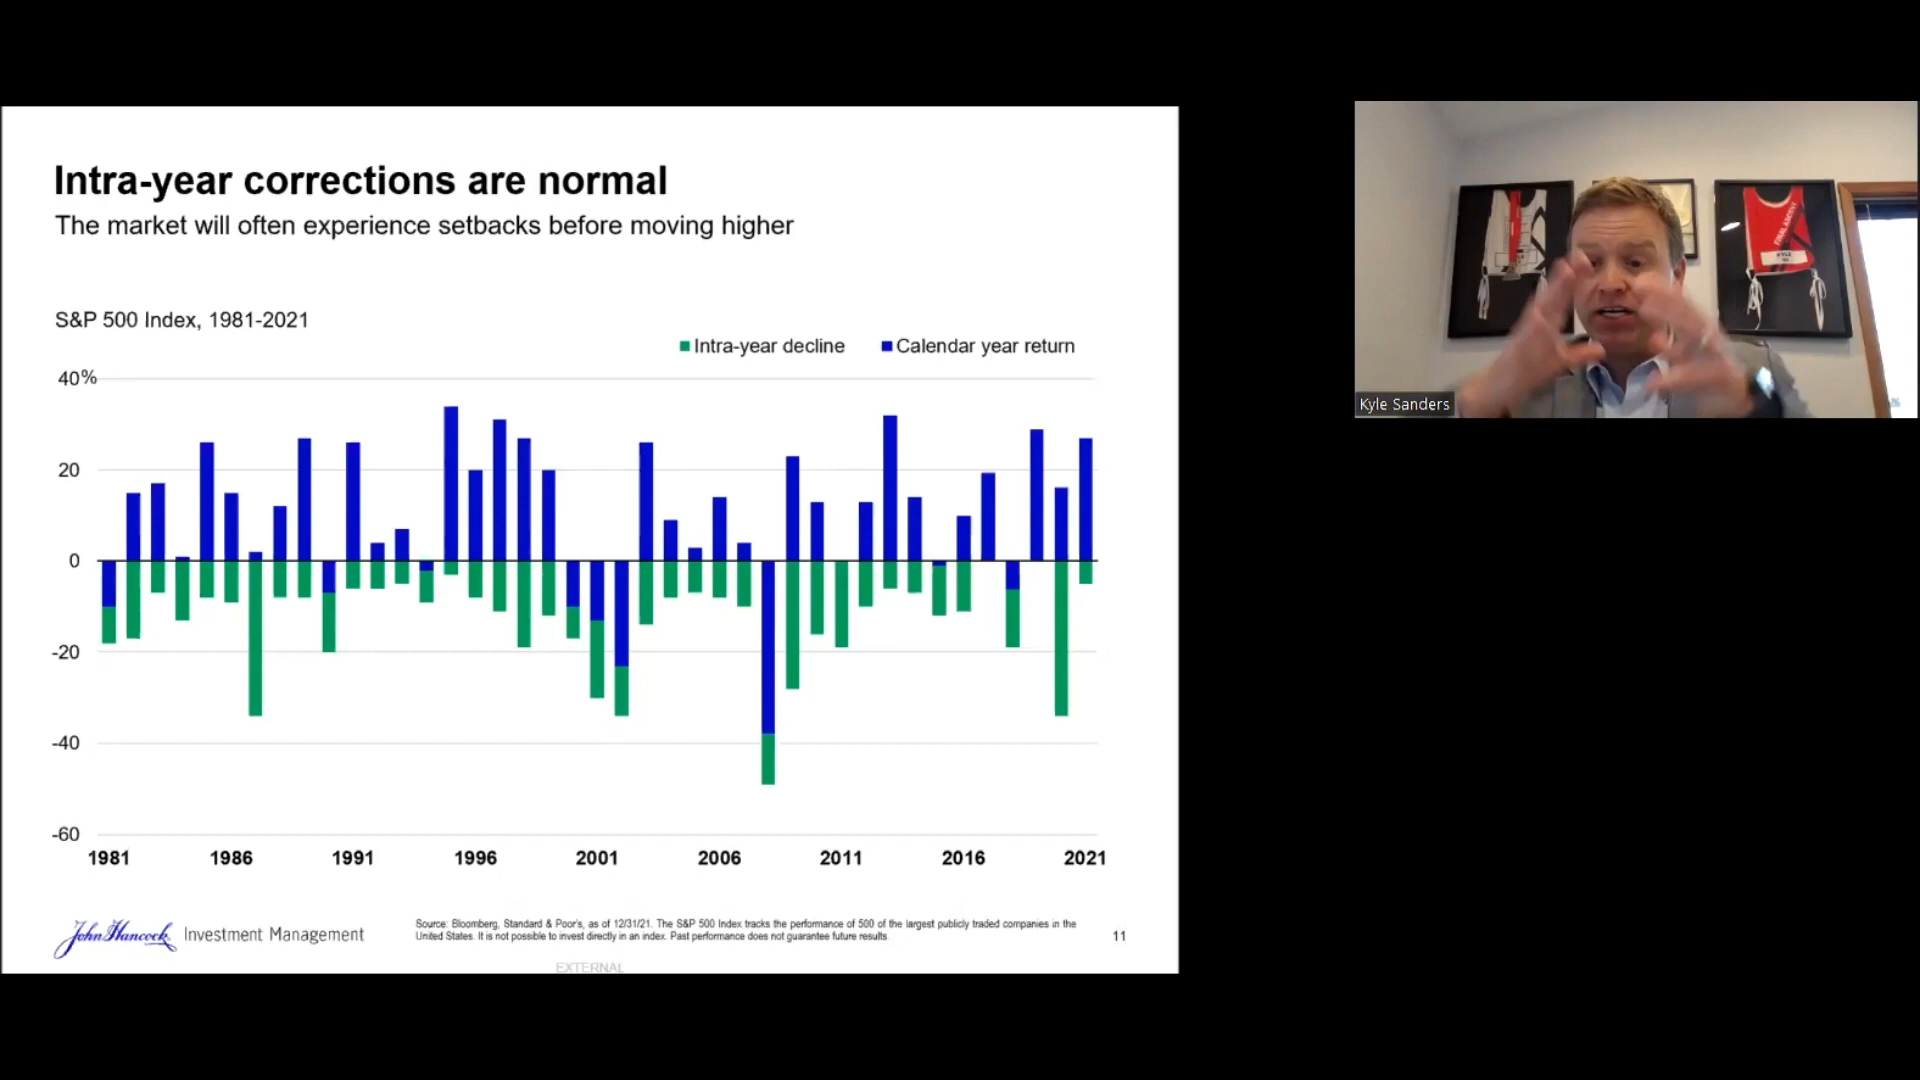 Intra-year corrections are normal
The market will often experience setbacks before moving higher
S&P 500 Index, 1981-2021
Intra-year decline
Calendar year return
40%
20
0
-20
-40
-60
1981 1986 1991 1996 2001 2006 2011 2016 2021
John Hancock Investment Management
Source: Bloomberg, Standard & Poor's, as of 12/31/21. The S&P 500 Index tracks the performance of 500 of the largest publicly traded companies in the
United States. It is not possible to invest directly in an index. Past performance does not guarantee future results.
11
EXTERNAL
FINAL ASCENT
KYLE
Kyle Sanders